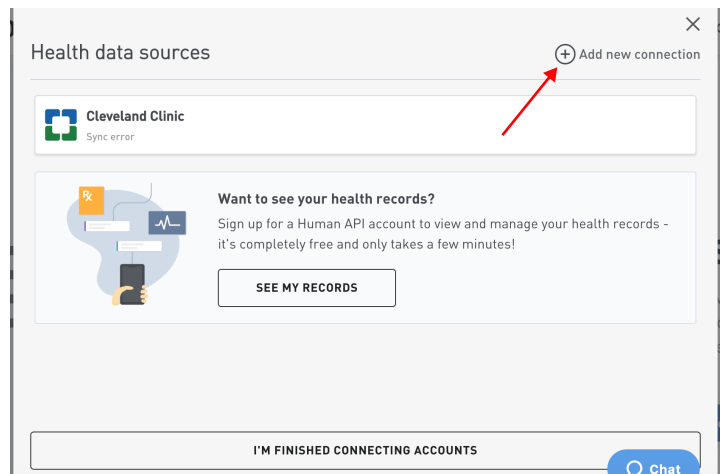 Health data sources
Add new connection
Cleveland Clinic
Sync error
Rx
Want to see your health records?
Sign up for a Human API account to view and manage your health records -
it's completely free and only takes a few minutes!
SEE MY RECORDS
I'M FINISHED CONNECTING ACCOUNTS
Chat